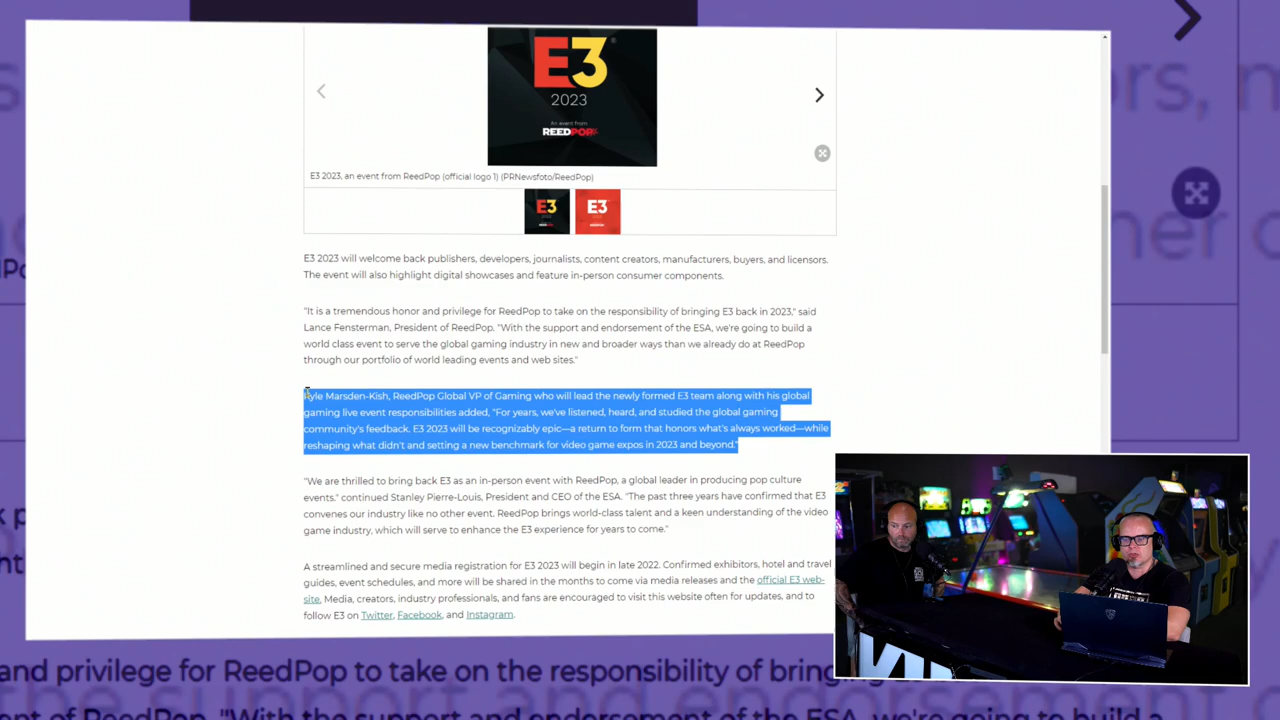 E3
2023
An event from
REEDPOP
E3 2023, an event from ReedPop (official logo 1) (PRNewsfoto/ReedPop)
E3
E3
E3 2023 will welcome back publishers, developers, journalists, content creators, manufacturers, buyers, and licensors.
The event will also highlight digital showcases and feature in-person consumer components.
"It is a tremendous honor and privilege for ReedPop to take on the responsibility of bringing E3 back in 2023," said
Lance Fensterman, President of ReedPop. "With the support and endorsement of the ESA, we're going to build a
world class event to serve the global gaming industry in new and broader ways than we already do at ReedPop
through our portfolio of world leading events and web sites."
Kyle Marsden-Kish, ReedPop Global VP of Gaming who will lead the newly formed E3 team along with his global
gaming live event responsibilities added, "For years, we've listened, heard, and studied the global gaming
community's feedback. E3 2023 will be recognizably epic—a return to form that honors what's always worked—while
reshaping what didn't and setting a new benchmark for video game expos in 2023 and beyond."
"We are thrilled to bring back E3 as an in-person event with ReedPop, a global leader in producing pop culture
events." continued Stanley Pierre-Louis, President and CEO of the ESA. "The past three years have confirmed that E3
convenes our industry like no other event. ReedPop brings world-class talent and a keen understanding of the video
game industry, which will serve to enhance the E3 experience for years to come."
A streamlined and secure media registration for E3 2023 will begin in late 2022. Confirmed exhibitors, hotel and travel
guides, event schedules, and more will be shared in the months to come via media releases and the official E3 web-
site, Media, creators, industry professionals, and fans are encouraged to visit this website often for updates, and to
follow E3 on Twitter, Facebook, and Instagram.
and privilege for ReedPop to take on the responsibility of bringing
ent of ReedPop. "With the support and endorsement of the ESA, we're going to build a